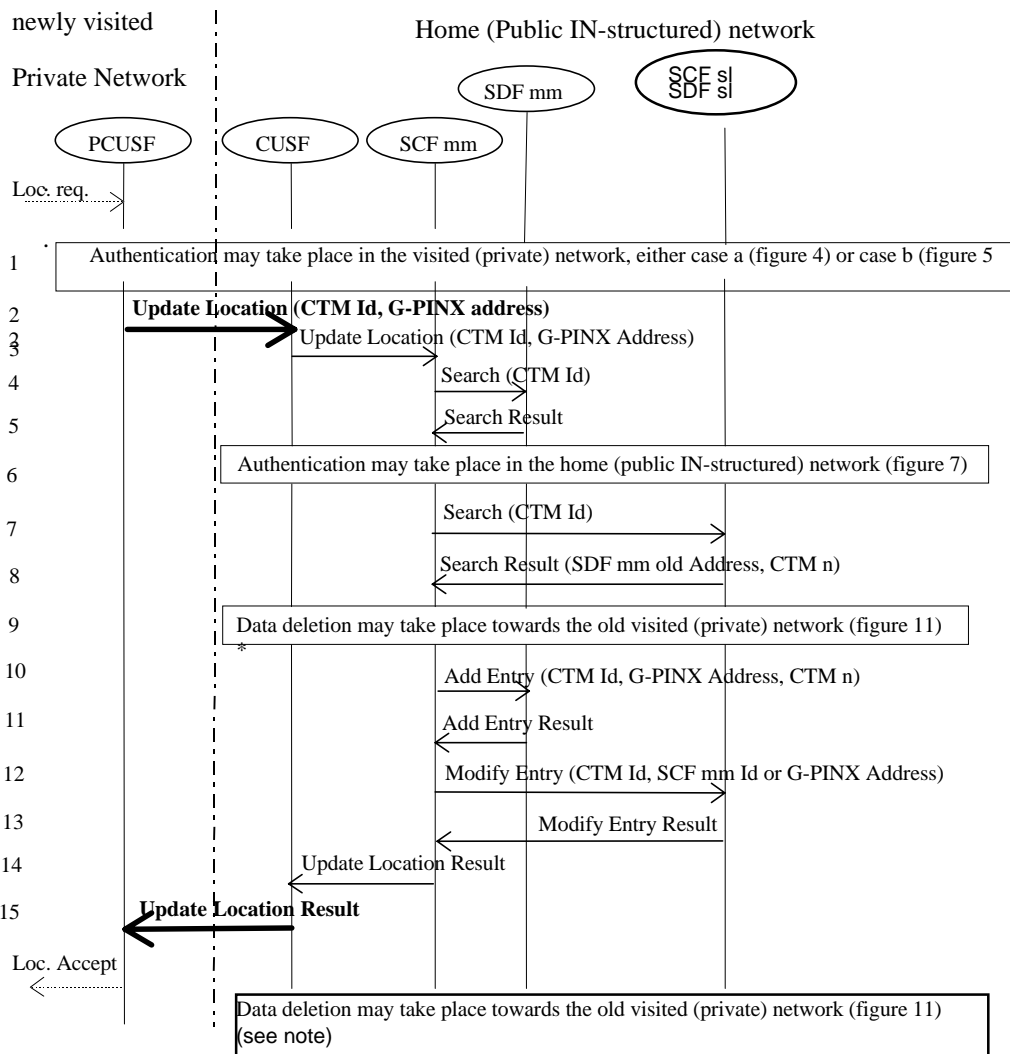 newly visited
Home (Public IN-structured) network
Private Network
SCF sl
SDF sl
SDF mm
PCUSF
CUSF
SCF mm
Loc. req.
1
Authentication may take place in the visited (private) network, either case a (figure 4) or case b (figure 5
2
Update Location (CTM Id, G-PINX address)
2
3
Update Location (CTM Id, G-PINX Address)
4
Search (CTM Id)
5
Search Result
6
Authentication may take place in the home (public IN-structured) network (figure 7)
7
Search (CTM Id)
8
Search Result (SDF mm old Address, CTM n)
9
Data deletion may take place towards the old visited (private) network (figure 11)
*
10
Add Entry (CTM Id, G-PINX Address, CTM n)
11
Add Entry Result
12
Modify Entry (CTM Id, SCF mm Id or G-PINX Address)
13
Modify Entry Result
14
Update Location Result
15
Update Location Result
Loc. Accept
Data deletion may take place towards the old visited (private) network (figure 11)
(see note)